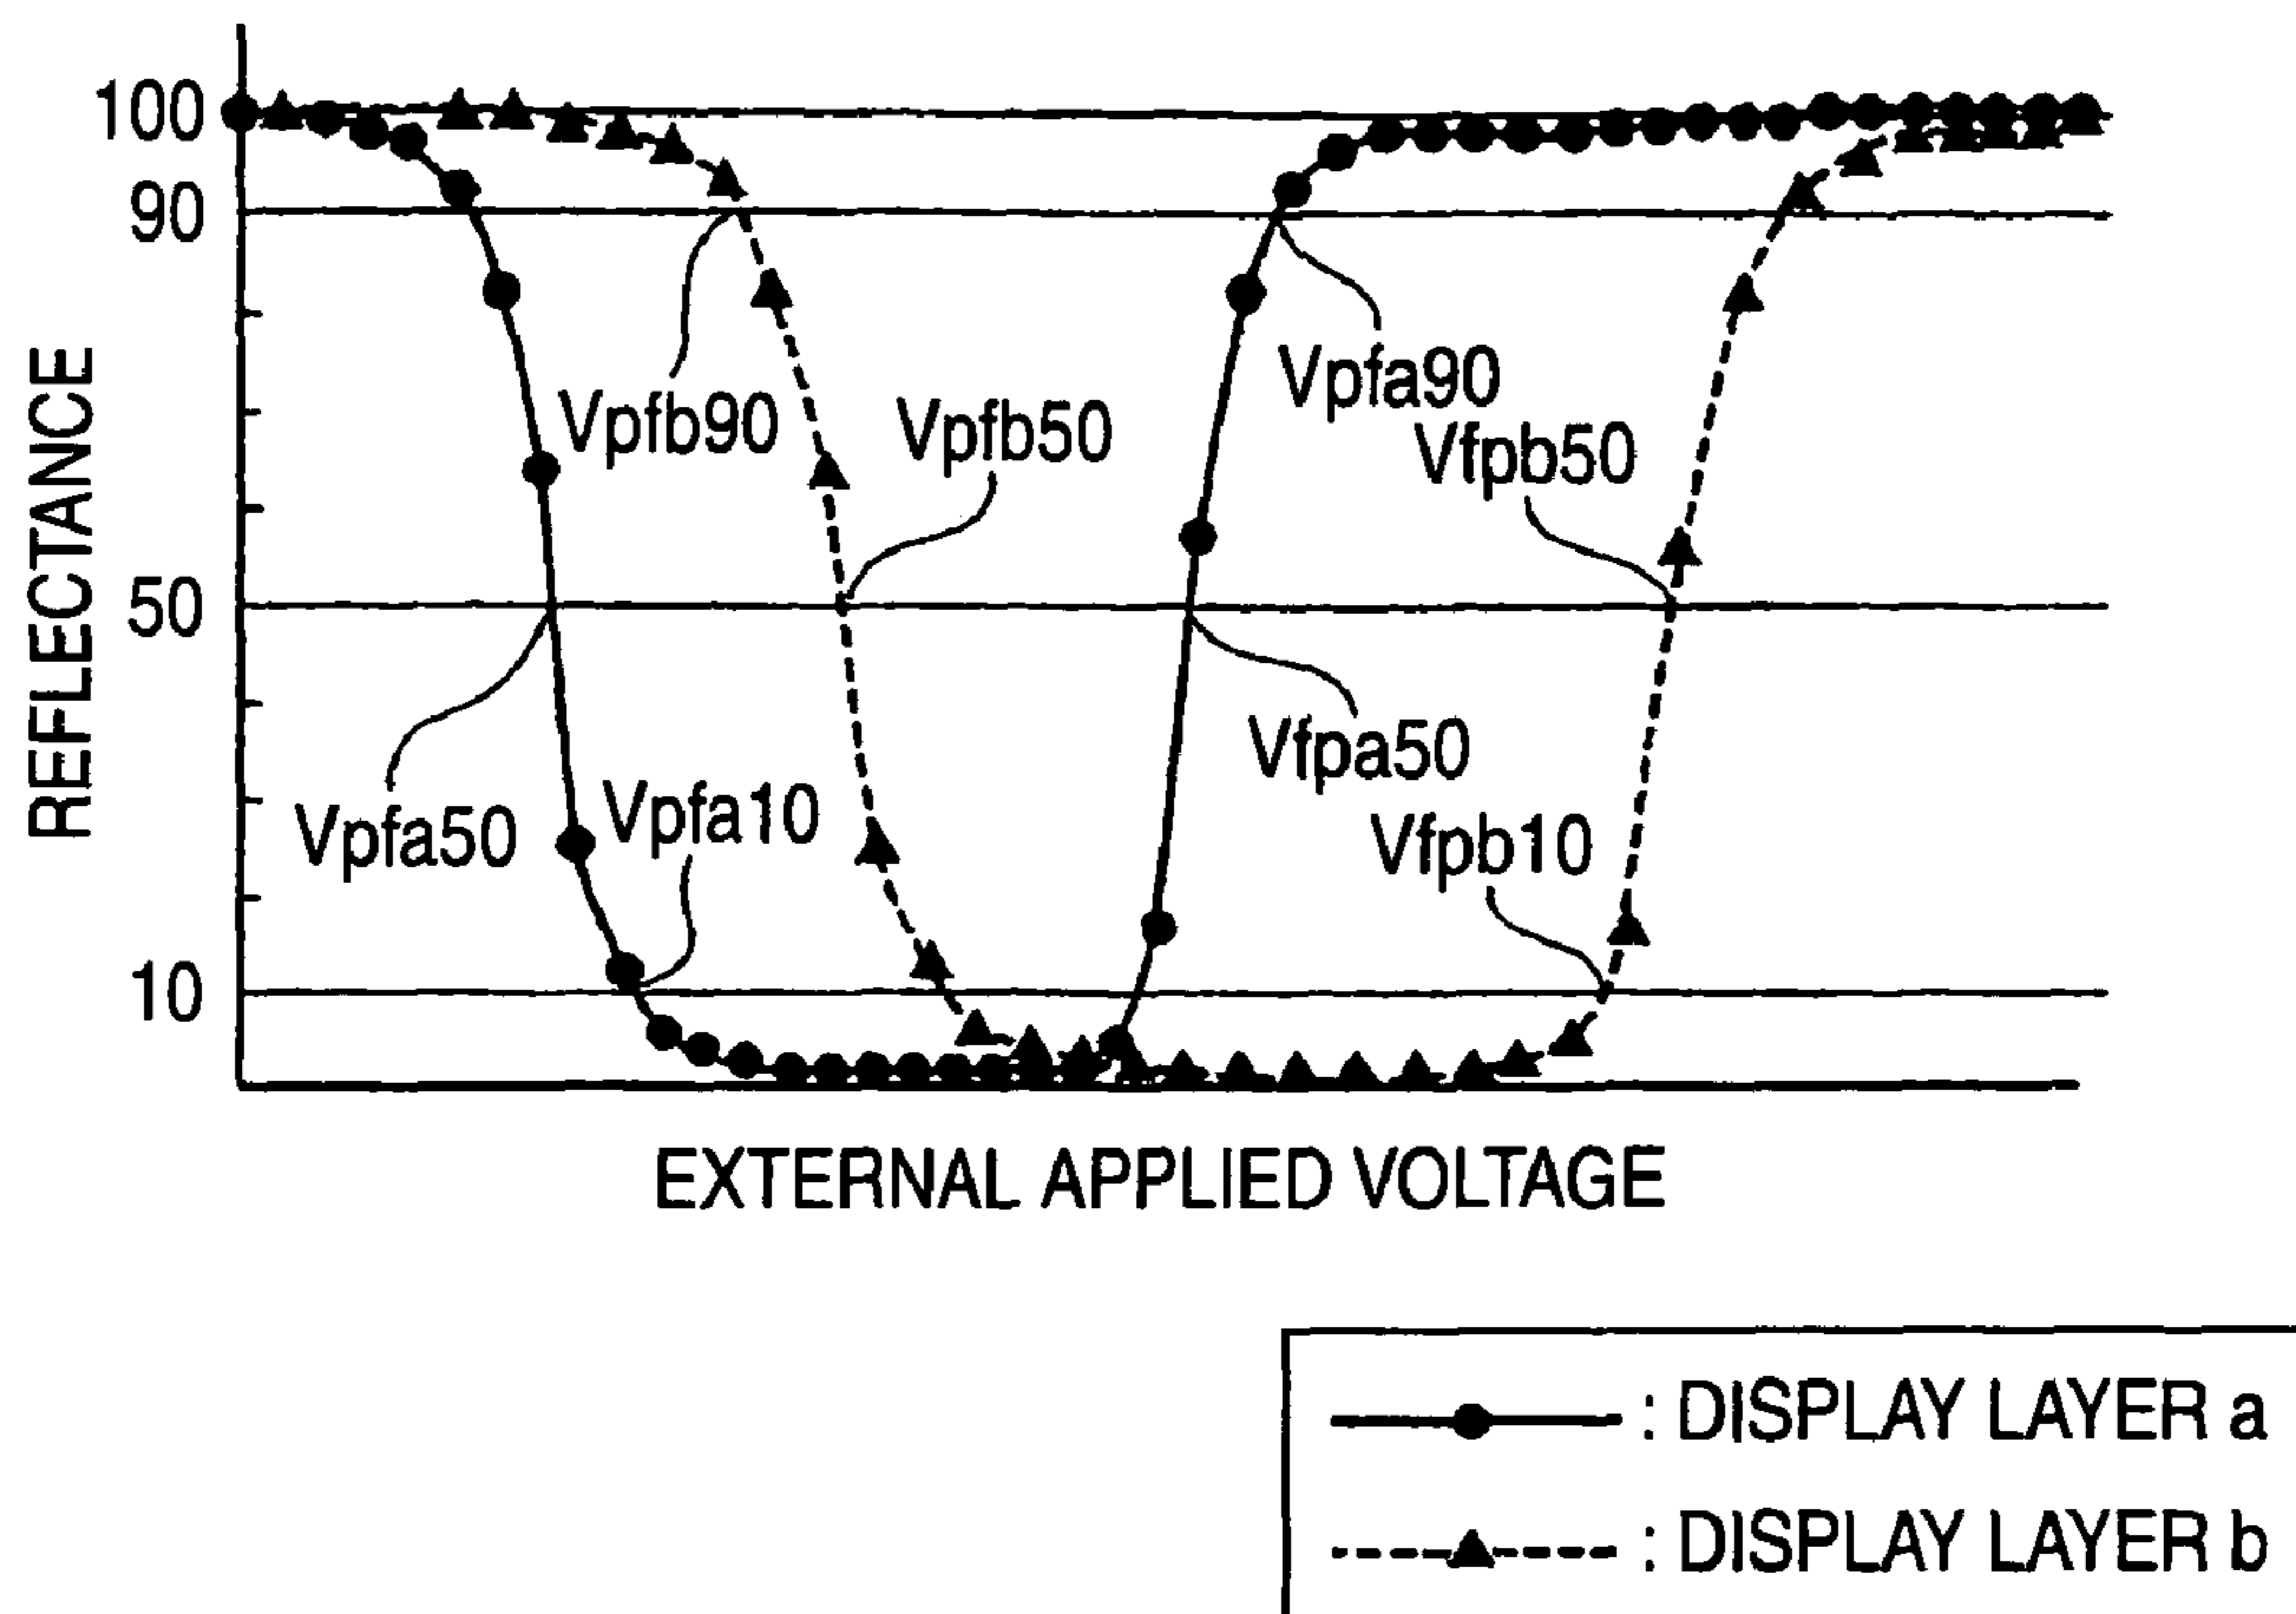 100
90
50
10
REFLECTANCE
Vpfb90
Vpfb50
Vpfa90
Vfpb50
Vpfa50
Vpfa10
Vfpa50
Vfpb10
EXTERNAL APPLIED VOLTAGE
: DISPLAY LAYER a
: DISPLAY LAYER b